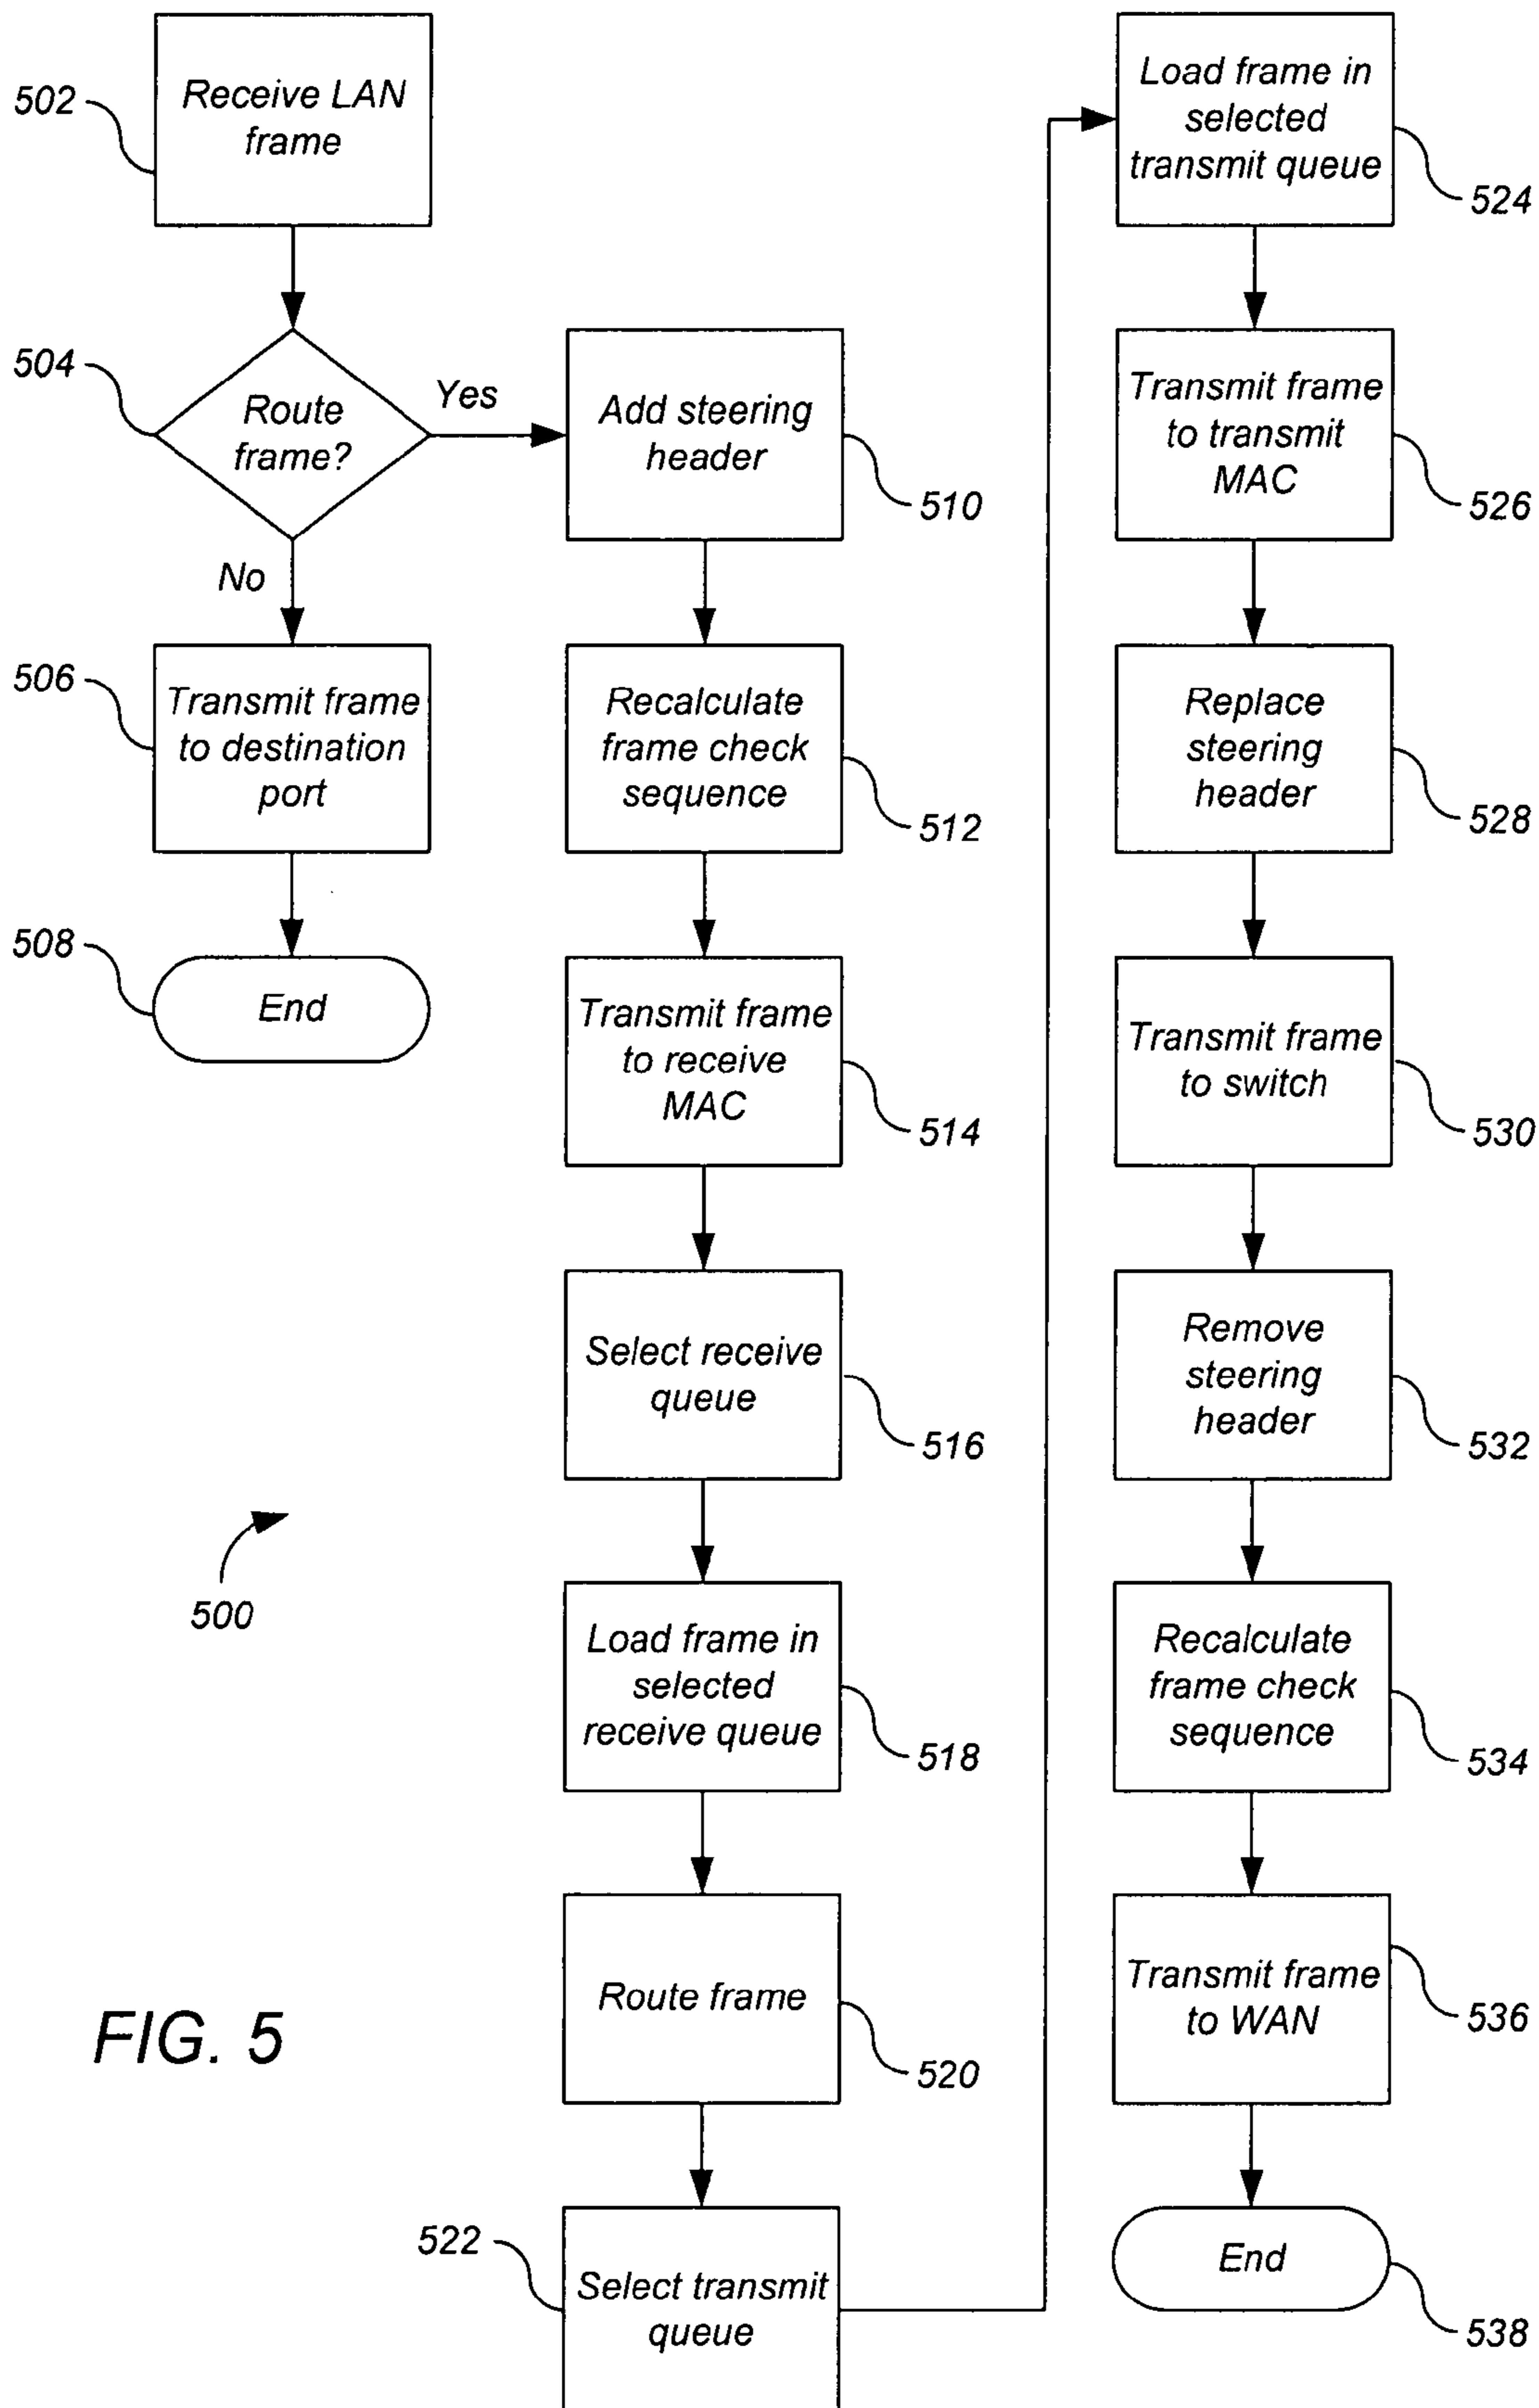 502
Receive LAN
frame
504
Route
frame?
Yes
No
506
Transmit frame
to destination
port
508
End
Add steering
header
510
Recalculate
frame check
sequence
512
Transmit frame
to receive
MAC
514
Select receive
queue
516
Load frame in
selected
receive queue
518
Route frame
520
522
Select transmit
queue
Load frame in
selected
transmit queue
524
Transmit frame
to transmit
MAC
526
Replace
steering
header
528
Transmit frame
to switch
530
Remove
steering
header
532
Recalculate
frame check
sequence
534
Transmit frame
to WAN
536
End
538
500
FIG. 5